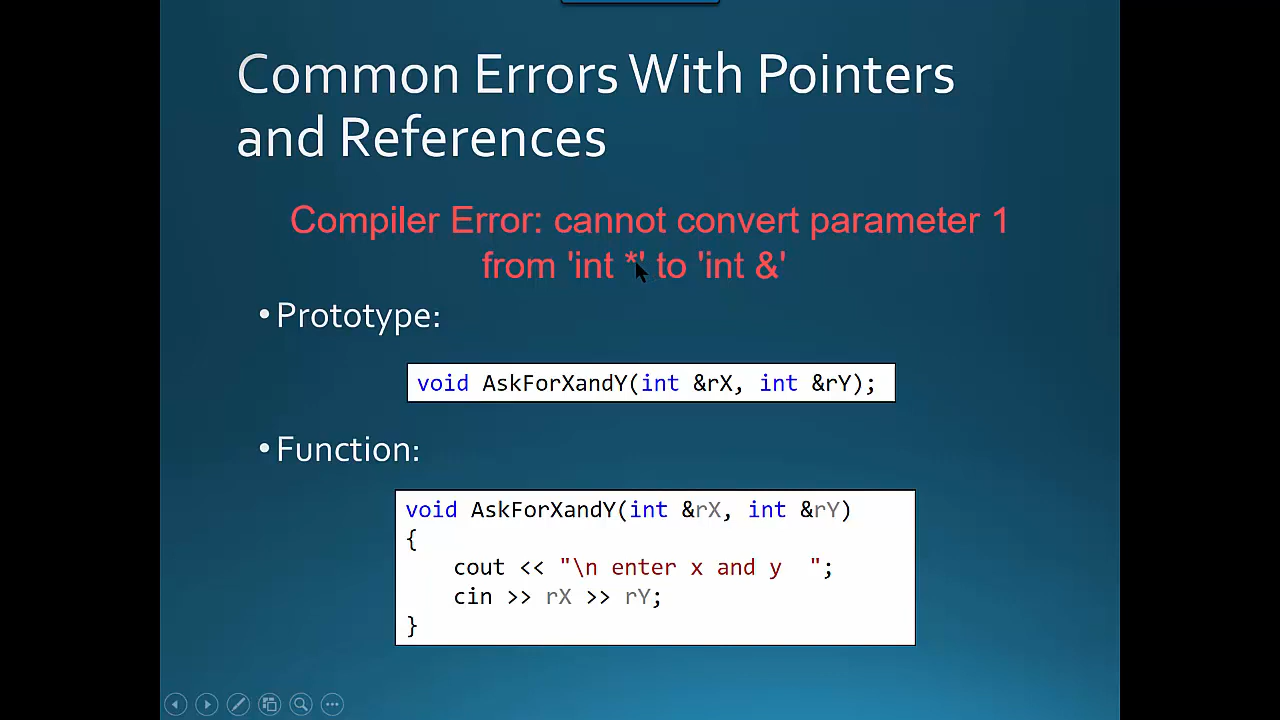 Common Errors With Pointers
and References
Compiler Error: cannot convert parameter 1
from 'int *' to 'int &'
• Prototype:
void AskForXandY(int &rX, int &rY);
• Function:
void AskForXandY(int &rX, int &rY)
{
cout << "\n enter x and y  ";
cin >> rX >> rY;
}